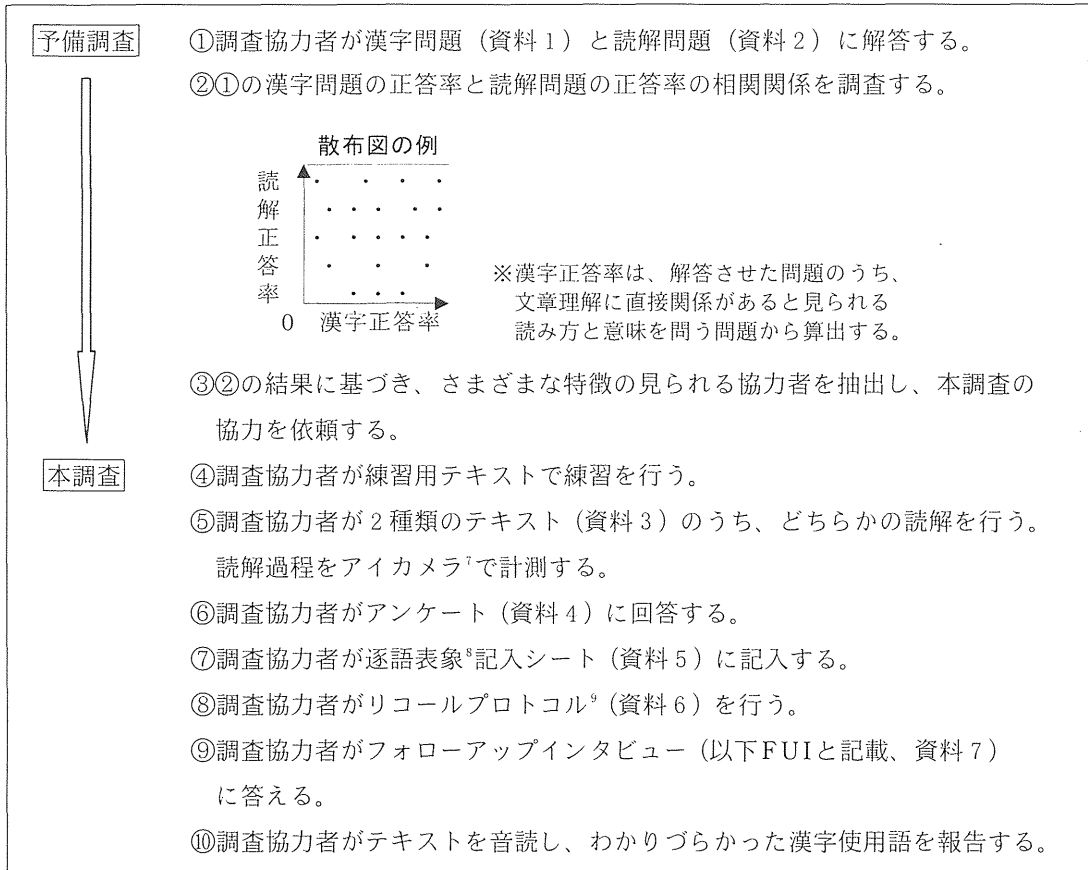 予備調査
①調査協力者が漢字問題（資料1）と読解問題（資料2）に解答する。
②①の漢字問題の正答率と読解問題の正答率の相関関係を調査する。
散布図の例
読解正答率
0 漢字正答率
※漢字正答率は、解答させた問題のうち、
文章理解に直接関係があると見られる
読み方と意味を問う問題から算出する。
③②の結果に基づき、さまざまな特徴の見られる協力者を抽出し、本調査の
協力を依頼する。
本調査
④調査協力者が練習用テキストで練習を行う。
⑤調査協力者が2種類のテキスト（資料3）のうち、どちらかの読解を行う。
読解過程をアイカメラ⁷で計測する。
⑥調査協力者がアンケート（資料4）に回答する。
⑦調査協力者が逐語表象⁸記入シート（資料5）に記入する。
⑧調査協力者がリコールプロトコル⁹（資料6）を行う。
⑨調査協力者がフォローアップインタビュー（以下FUIと記載、資料7）
に答える。
⑩調査協力者がテキストを音読し、わかりづらかった漢字使用語を報告する。